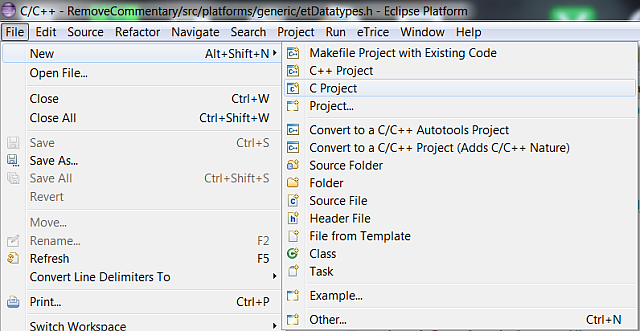 C/C++ - RemoveCommentary/src/platforms/generic/etDatatypes.h - Eclipse Platform
File Edit Source Refactor Navigate Search Project Run eTrice Window Help
New Alt+Shift+N
Open File...
Close Ctrl+W
Close All Ctrl+Shift+W
Save Ctrl+S
Save As...
Save All Ctrl+Shift+S
Revert
Move...
Rename... F2
Refresh F5
Convert Line Delimiters To
Print... Ctrl+P
Switch Workspace
Makefile Project with Existing Code
C++ Project
C Project
Project...
Convert to a C/C++ Autotools Project
Convert to a C/C++ Project (Adds C/C++ Nature)
Source Folder
Folder
Source File
Header File
File from Template
Class
Task
Example...
Other... Ctrl+N